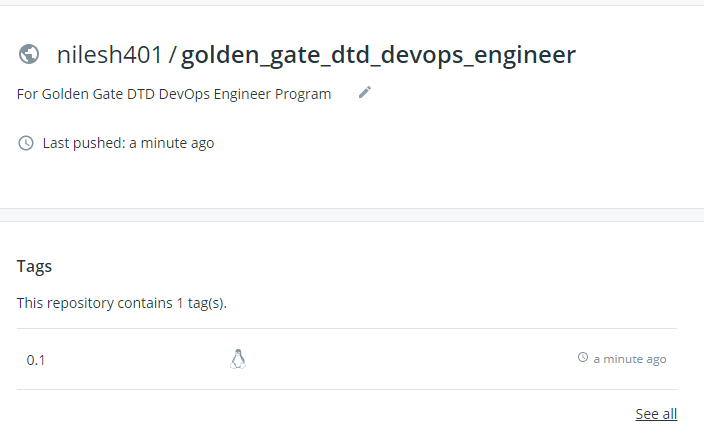 nilesh401 / golden_gate_dtd_devops_engineer
For Golden Gate DTD DevOps Engineer Program
Last pushed: a minute ago
Tags
This repository contains 1 tag(s).
0.1 a minute ago
See all